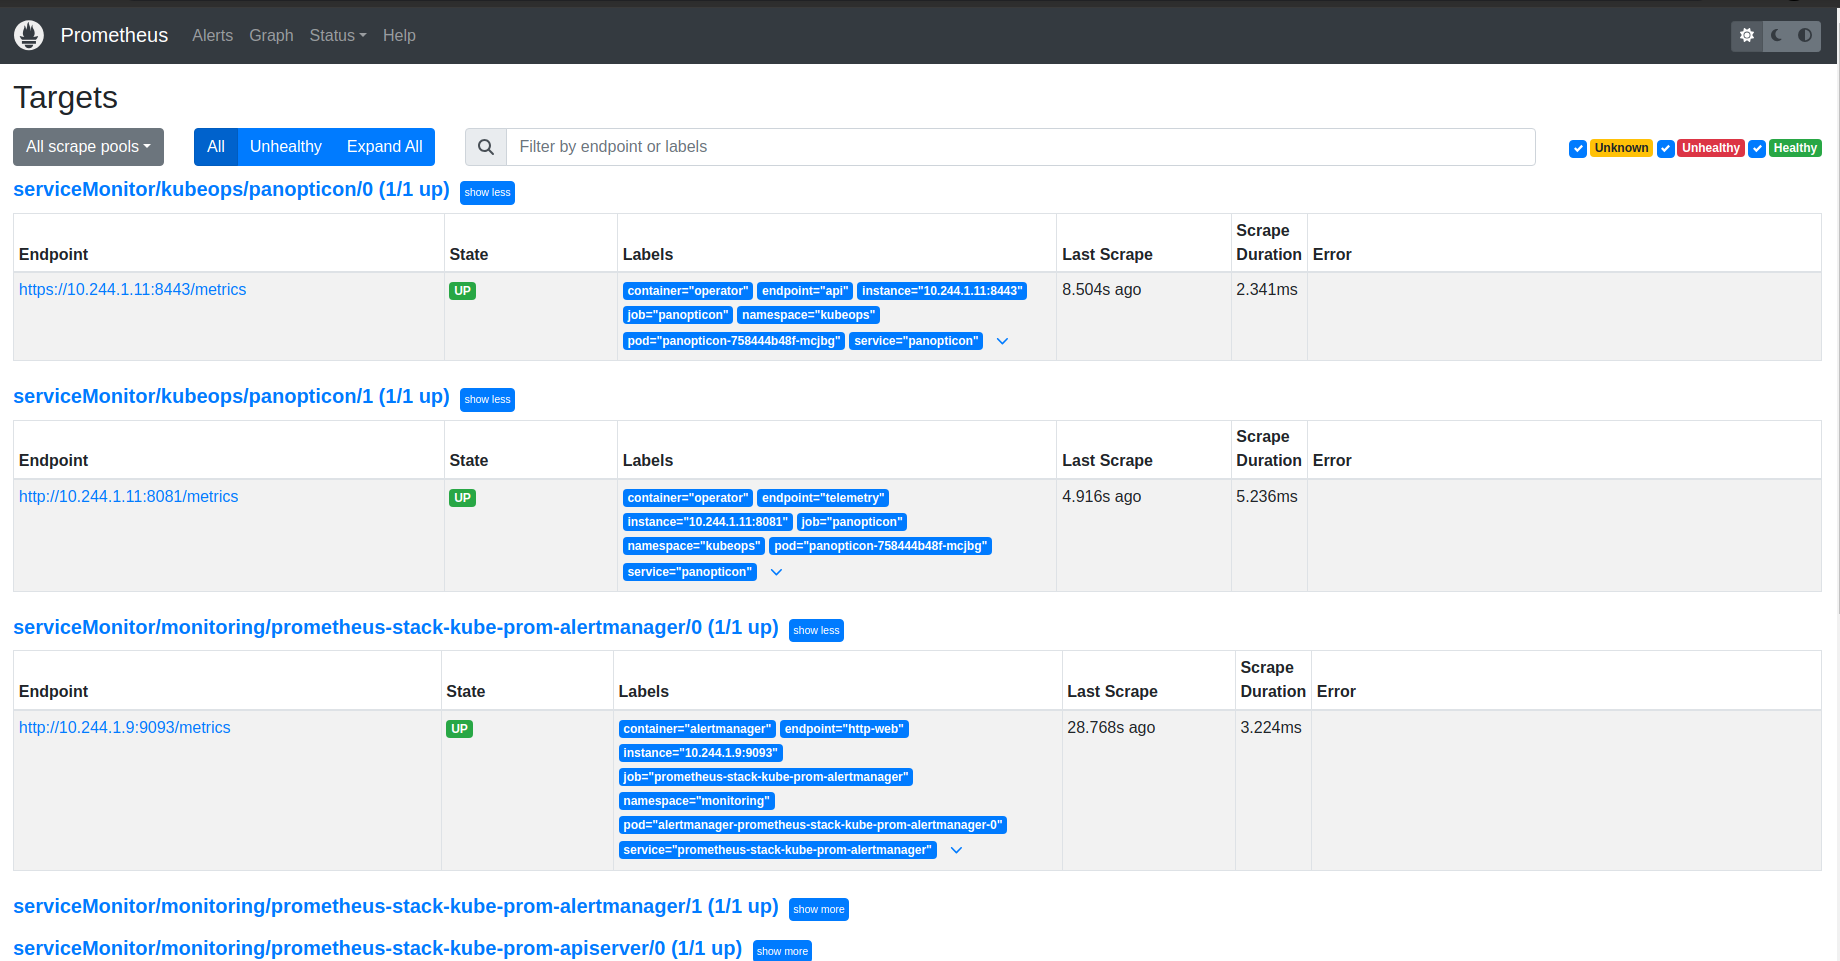 Prometheus Alerts Graph Status Help
Targets
All scrape pools All Unhealthy Expand All Filter by endpoint or labels Unknown Unhealthy Healthy
serviceMonitor/kubeops/panopticon/0 (1/1 up) show less
Endpoint State Labels Last Scrape Scrape Duration Error
https://10.244.1.11:8443/metrics UP container="operator" endpoint="api" instance="10.244.1.11:8443" 8.504s ago 2.341ms
job="panopticon" namespace="kubeops"
pod="panopticon-758444b48f-mcjbg" service="panopticon"
serviceMonitor/kubeops/panopticon/1 (1/1 up) show less
Endpoint State Labels Last Scrape Scrape Duration Error
http://10.244.1.11:8081/metrics UP container="operator" endpoint="telemetry" 4.916s ago 5.236ms
instance="10.244.1.11:8081" job="panopticon"
namespace="kubeops" pod="panopticon-758444b48f-mcjbg"
service="panopticon"
serviceMonitor/monitoring/prometheus-stack-kube-prom-alertmanager/0 (1/1 up) show less
Endpoint State Labels Last Scrape Scrape Duration Error
http://10.244.1.9:9093/metrics UP container="alertmanager" endpoint="http-web" 28.768s ago 3.224ms
instance="10.244.1.9:9093"
job="prometheus-stack-kube-prom-alertmanager"
namespace="monitoring"
pod="alertmanager-prometheus-stack-kube-prom-alertmanager-0"
service="prometheus-stack-kube-prom-alertmanager"
serviceMonitor/monitoring/prometheus-stack-kube-prom-alertmanager/1 (1/1 up) show more
serviceMonitor/monitoring/prometheus-stack-kube-prom-apiserver/0 (1/1 up) show more